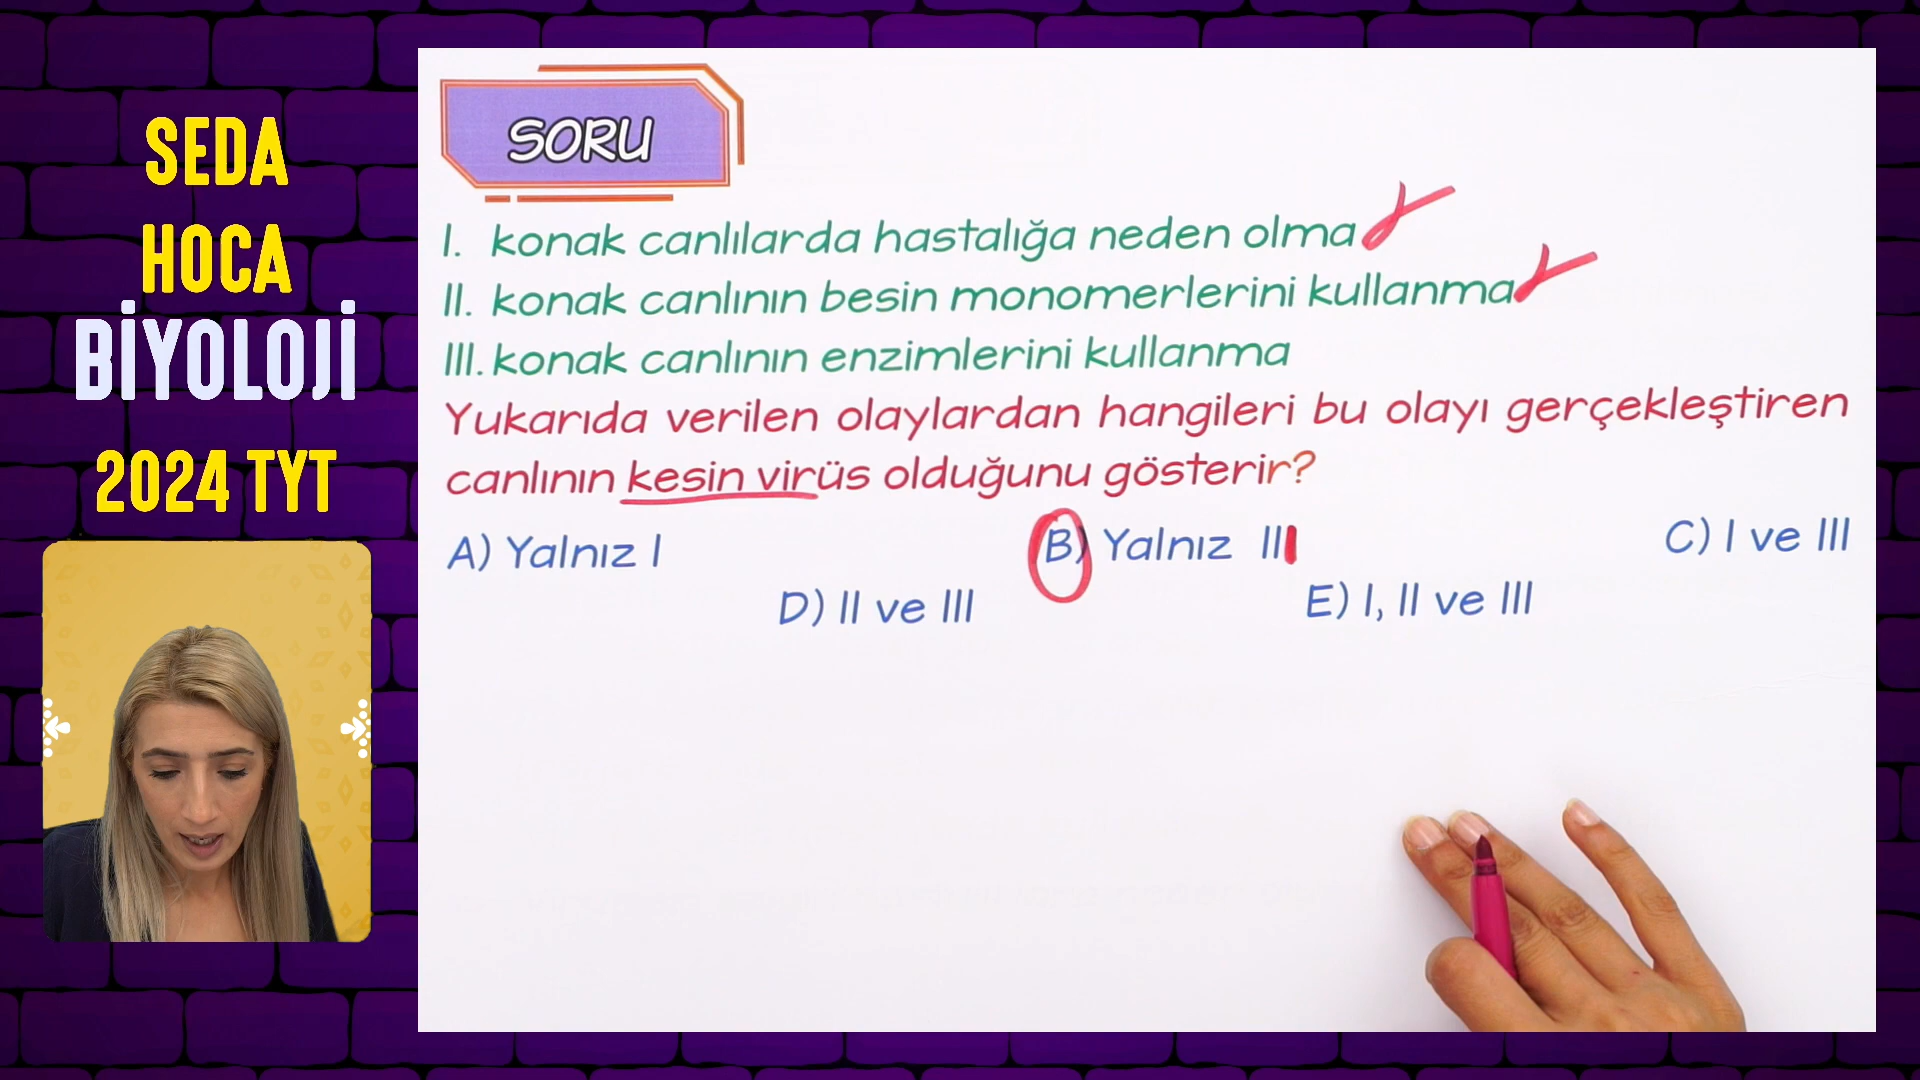 SEDA
HOCA
BİYOLOJİ
2024 TYT
SORU
I. konak canlılarda hastalığa neden olma
II. konak canlının besin monomerlerini kullanma
III. konak canlının enzimlerini kullanma
Yukarıda verilen olaylardan hangileri bu olayı gerçekleştiren
canlının kesin virüs olduğunu gösterir?
A) Yalnız I
B) Yalnız III
C) I ve III
D) II ve III
E) I, II ve III